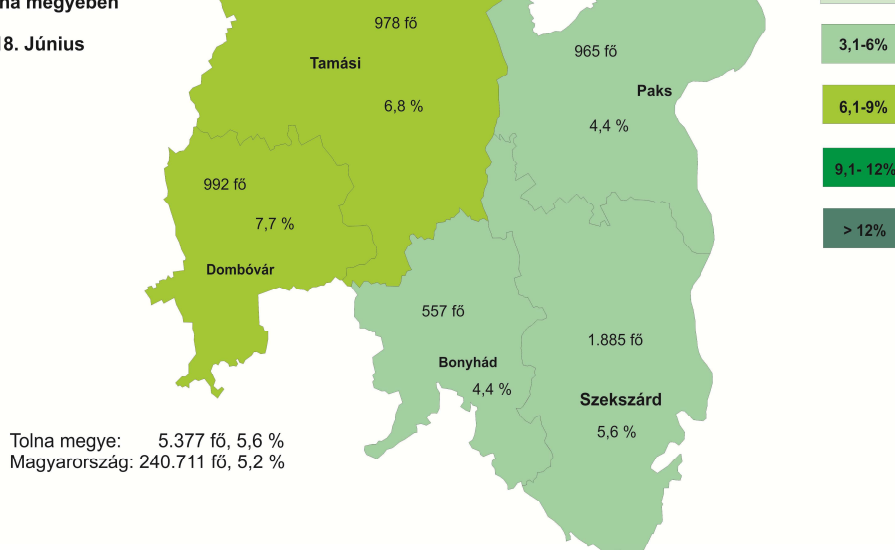 na megyében
8. Június
978 fő
Tamási
6,8 %
965 fő
Paks
4,4 %
992 fő
7,7 %
Dombóvár
557 fő
Bonyhád
4,4 %
1.885 fő
Szekszárd
5,6 %
3,1-6%
6,1-9%
9,1- 12%
> 12%
Tolna megye: 5.377 fő, 5,6 %
Magyarország: 240.711 fő, 5,2 %